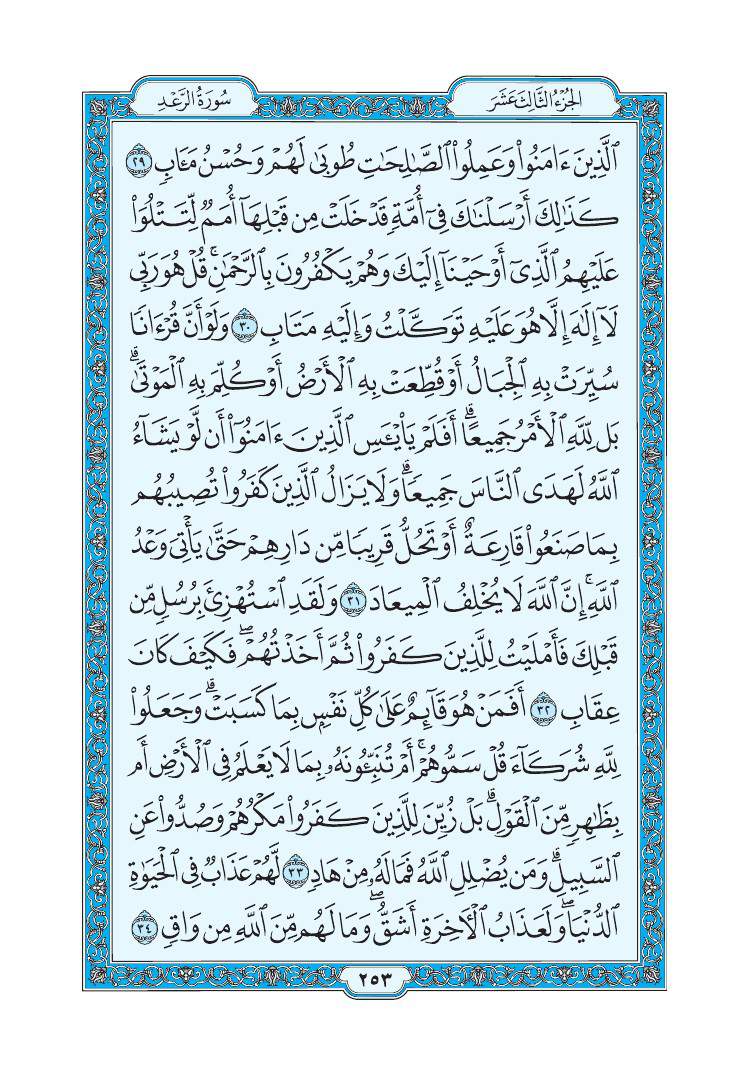 سُورَةُ الرَّعْدِ
الجُزْءُ الثَّالِثَ عَشَرَ
ٱلَّذِينَ ءَامَنُوا۟ وَعَمِلُوا۟ ٱلصَّٰلِحَٰتِ طُوبَىٰ لَهُمْ وَحُسْنُ مَـَٔابٍ ٢٩
كَذَٰلِكَ أَرْسَلْنَٰكَ فِىٓ أُمَّةٍ قَدْ خَلَتْ مِن قَبْلِهَآ أُمَمٌ لِّتَتْلُوَا۟
عَلَيْهِمُ ٱلَّذِىٓ أَوْحَيْنَآ إِلَيْكَ وَهُمْ يَكْفُرُونَ بِٱلرَّحْمَٰنِ ۚ قُلْ هُوَ رَبِّى
لَآ إِلَٰهَ إِلَّا هُوَ عَلَيْهِ تَوَكَّلْتُ وَإِلَيْهِ مَتَابِ ٣٠ وَلَوْ أَنَّ قُرْءَانًا
سُيِّرَتْ بِهِ ٱلْجِبَالُ أَوْ قُطِّعَتْ بِهِ ٱلْأَرْضُ أَوْ كُلِّمَ بِهِ ٱلْمَوْتَىٰ ۗ
بَل لِّلَّهِ ٱلْأَمْرُ جَمِيعًا ۗ أَفَلَمْ يَا۟يْـَٔسِ ٱلَّذِينَ ءَامَنُوٓا۟ أَن لَّوْ يَشَآءُ
ٱللَّهُ لَهَدَى ٱلنَّاسَ جَمِيعًا ۗ وَلَا يَزَالُ ٱلَّذِينَ كَفَرُوا۟ تُصِيبُهُم
بِمَا صَنَعُوا۟ قَارِعَةٌ أَوْ تَحُلُّ قَرِيبًا مِّن دَارِهِمْ حَتَّىٰ يَأْتِىَ وَعْدُ
ٱللَّهِ ۚ إِنَّ ٱللَّهَ لَا يُخْلِفُ ٱلْمِيعَادَ ٣١ وَلَقَدِ ٱسْتُهْزِئَ بِرُسُلٍ مِّن
قَبْلِكَ فَأَمْلَيْتُ لِلَّذِينَ كَفَرُوا۟ ثُمَّ أَخَذْتُهُمْ ۖ فَكَيْفَ كَانَ
عِقَابِ ٣٢ أَفَمَنْ هُوَ قَآئِمٌ عَلَىٰ كُلِّ نَفْسٍۭ بِمَا كَسَبَتْ ۗ وَجَعَلُوا۟
لِلَّهِ شُرَكَآءَ قُلْ سَمُّوهُمْ ۚ أَمْ تُنَبِّـُٔونَهُۥ بِمَا لَا يَعْلَمُ فِى ٱلْأَرْضِ أَم
بِظَٰهِرٍ مِّنَ ٱلْقَوْلِ ۗ بَلْ زُيِّنَ لِلَّذِينَ كَفَرُوا۟ مَكْرُهُمْ وَصُدُّوا۟ عَنِ
ٱلسَّبِيلِ ۗ وَمَن يُضْلِلِ ٱللَّهُ فَمَا لَهُۥ مِنْ هَادٍ ٣٣ لَّهُمْ عَذَابٌ فِى ٱلْحَيَوٰةِ
ٱلدُّنْيَا ۖ وَلَعَذَابُ ٱلْءَاخِرَةِ أَشَقُّ ۖ وَمَا لَهُم مِّنَ ٱللَّهِ مِن وَاقٍ ٣٤
٢٥٣